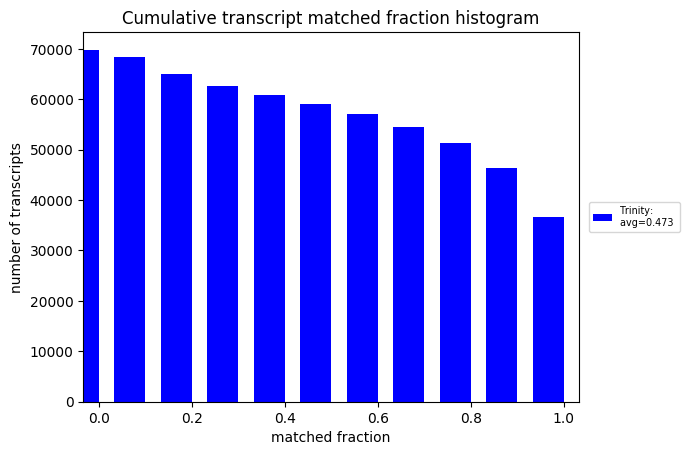 Cumulative transcript matched fraction histogram
number of transcripts
70000
60000
50000
40000
30000
20000
10000
0
0.0 0.2 0.4 0.6 0.8 1.0
matched fraction
Trinity:
avg=0.473